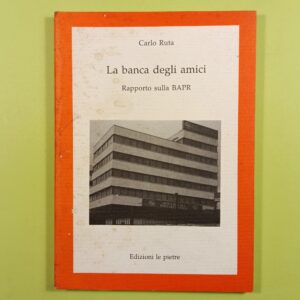 Carlo Ruta
La banca degli amici
Rapporto sulla BAPR
Edizioni le pietre